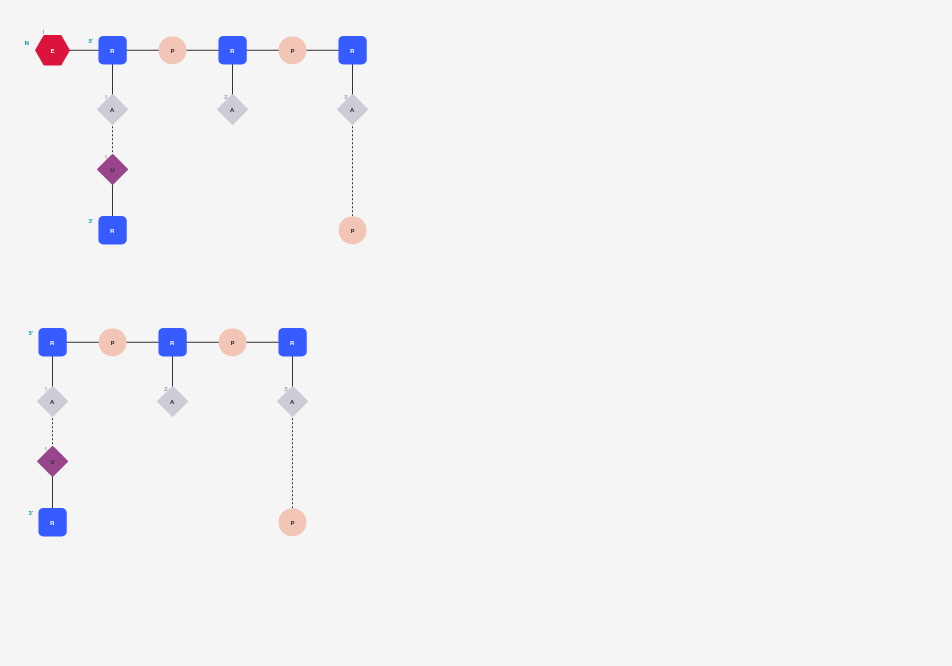 1
N E 5' R P R P R
1 A 2 A 3 A
1 U
3' R P
5' R P R P R
1 A 2 A 3 A
U
3' R P